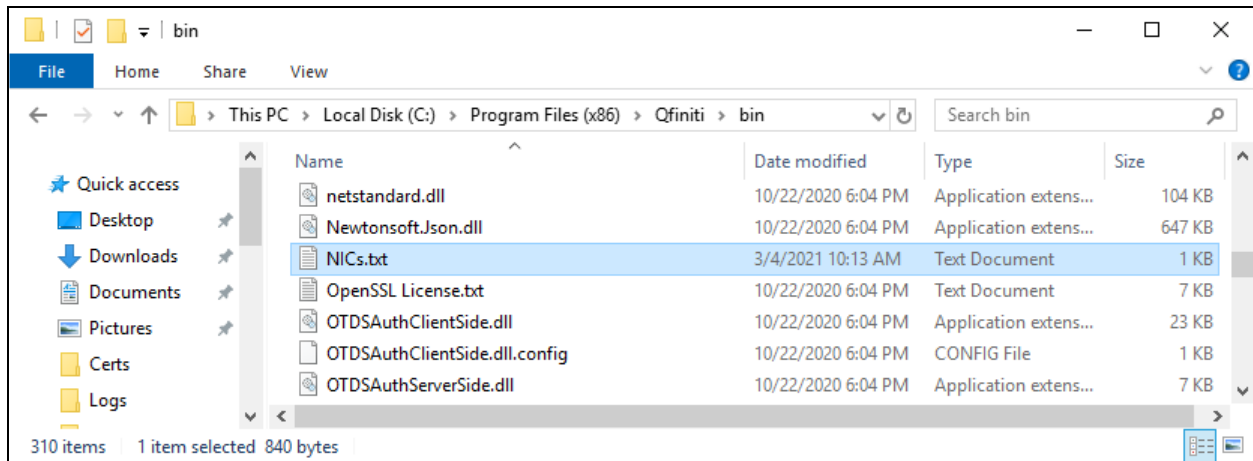 bin
File Home Share View
This PC > Local Disk (C:) > Program Files (x86) > Qfiniti > bin Search bin
Name Date modified Type Size
Quick access
Desktop
Downloads
Documents
Pictures
Certs
Logs
netstandard.dll 10/22/2020 6:04 PM Application extens... 104 KB
Newtonsoft.Json.dll 10/22/2020 6:04 PM Application extens... 647 KB
NICs.txt 3/4/2021 10:13 AM Text Document 1 KB
OpenSSL License.txt 10/22/2020 6:04 PM Text Document 7 KB
OTDSAuthClientSide.dll 10/22/2020 6:04 PM Application extens... 23 KB
OTDSAuthClientSide.dll.config 10/22/2020 6:04 PM CONFIG File 1 KB
OTDSAuthServerSide.dll 10/22/2020 6:04 PM Application extens... 7 KB
310 items 1 item selected 840 bytes